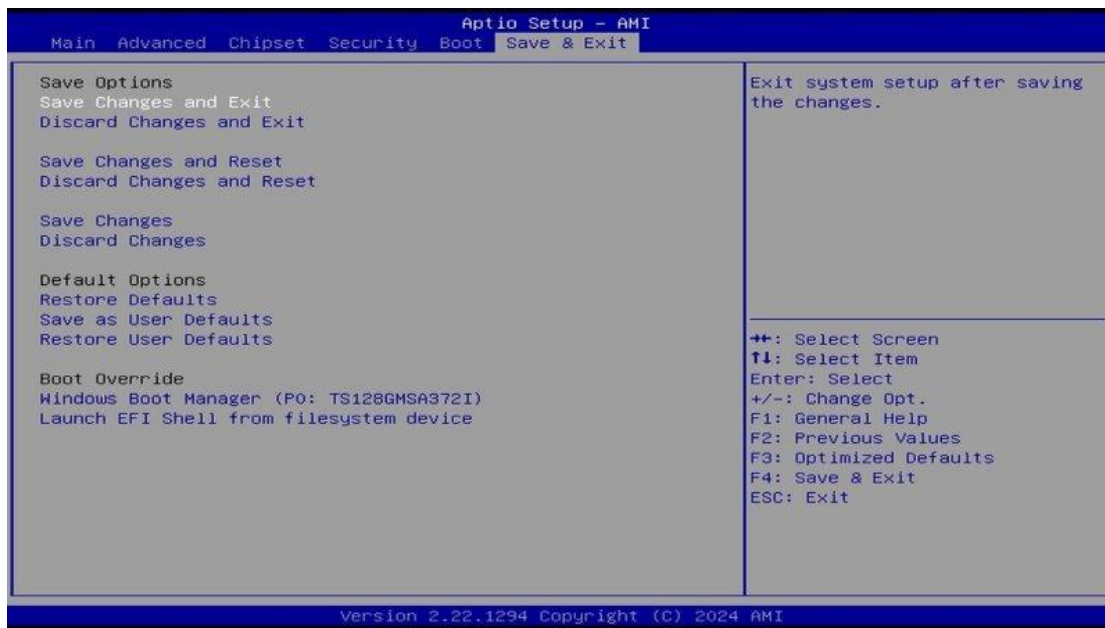 Aptio Setup – AMI
Main Advanced Chipset Security Boot Save & Exit
Save Options
Save Changes and Exit
Discard Changes and Exit
Save Changes and Reset
Discard Changes and Reset
Save Changes
Discard Changes
Default Options
Restore Defaults
Save as User Defaults
Restore User Defaults
Boot Override
Windows Boot Manager (P0: TS128GMSA372I)
Launch EFI Shell from filesystem device
Exit system setup after saving
the changes.
→←: Select Screen
↑↓: Select Item
Enter: Select
+/-: Change Opt.
F1: General Help
F2: Previous Values
F3: Optimized Defaults
F4: Save & Exit
ESC: Exit
Version 2.22.1294 Copyright (C) 2024 AMI